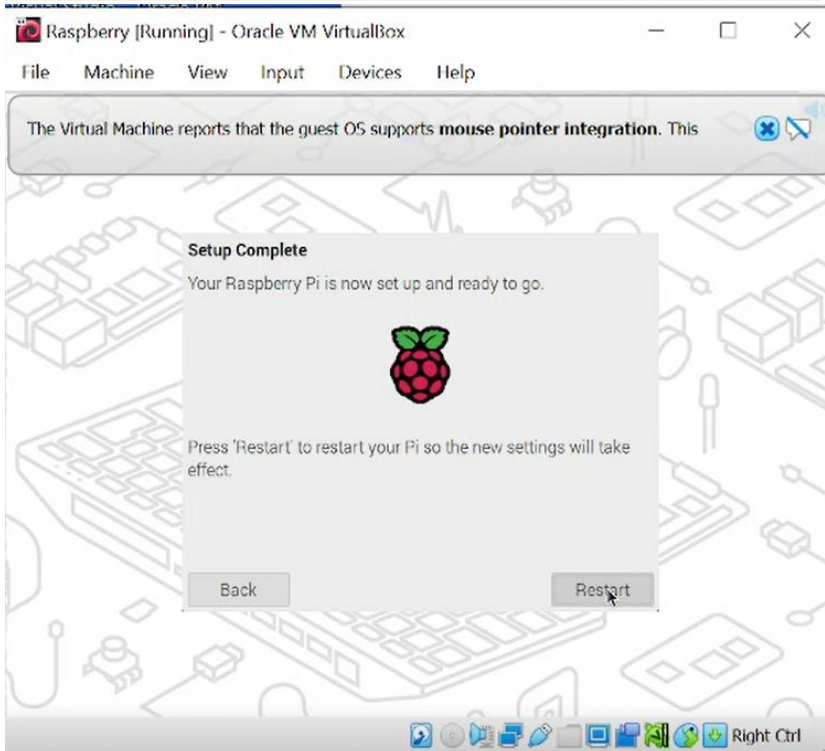 Raspberry [Running] - Oracle VM VirtualBox
File Machine View Input Devices Help
The Virtual Machine reports that the guest OS supports mouse pointer integration. This
Setup Complete
Your Raspberry Pi is now set up and ready to go.
Press 'Restart' to restart your Pi so the new settings will take
effect.
Back Restart
Right Ctrl